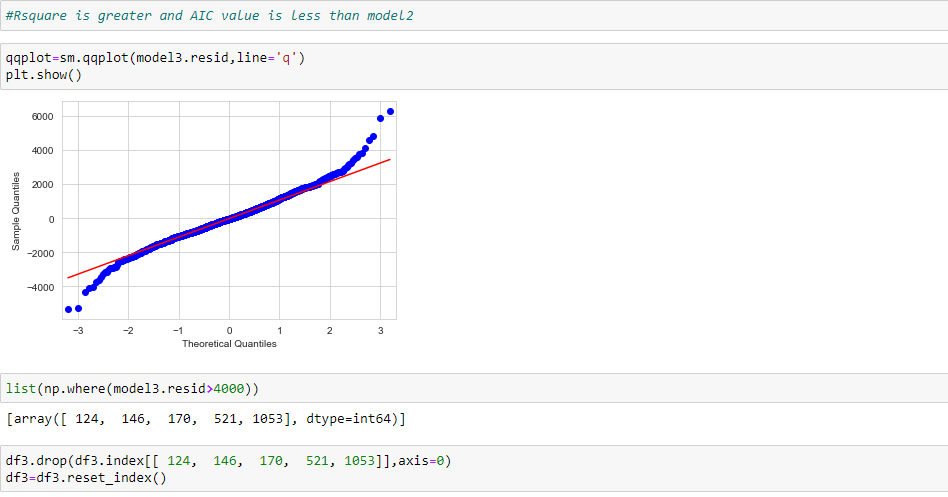 #Rsquare is greater and AIC value is less than model2
qqplot=sm.qqplot(model3.resid,line='q')
plt.show()
6000
4000
2000
0
−2000
−4000
Sample Quantiles
−3 −2 −1 0 1 2 3
Theoretical Quantiles
list(np.where(model3.resid>4000))
[array([ 124, 146, 170, 521, 1053], dtype=int64)]
df3.drop(df3.index[[ 124, 146, 170, 521, 1053]],axis=0)
df3=df3.reset_index()